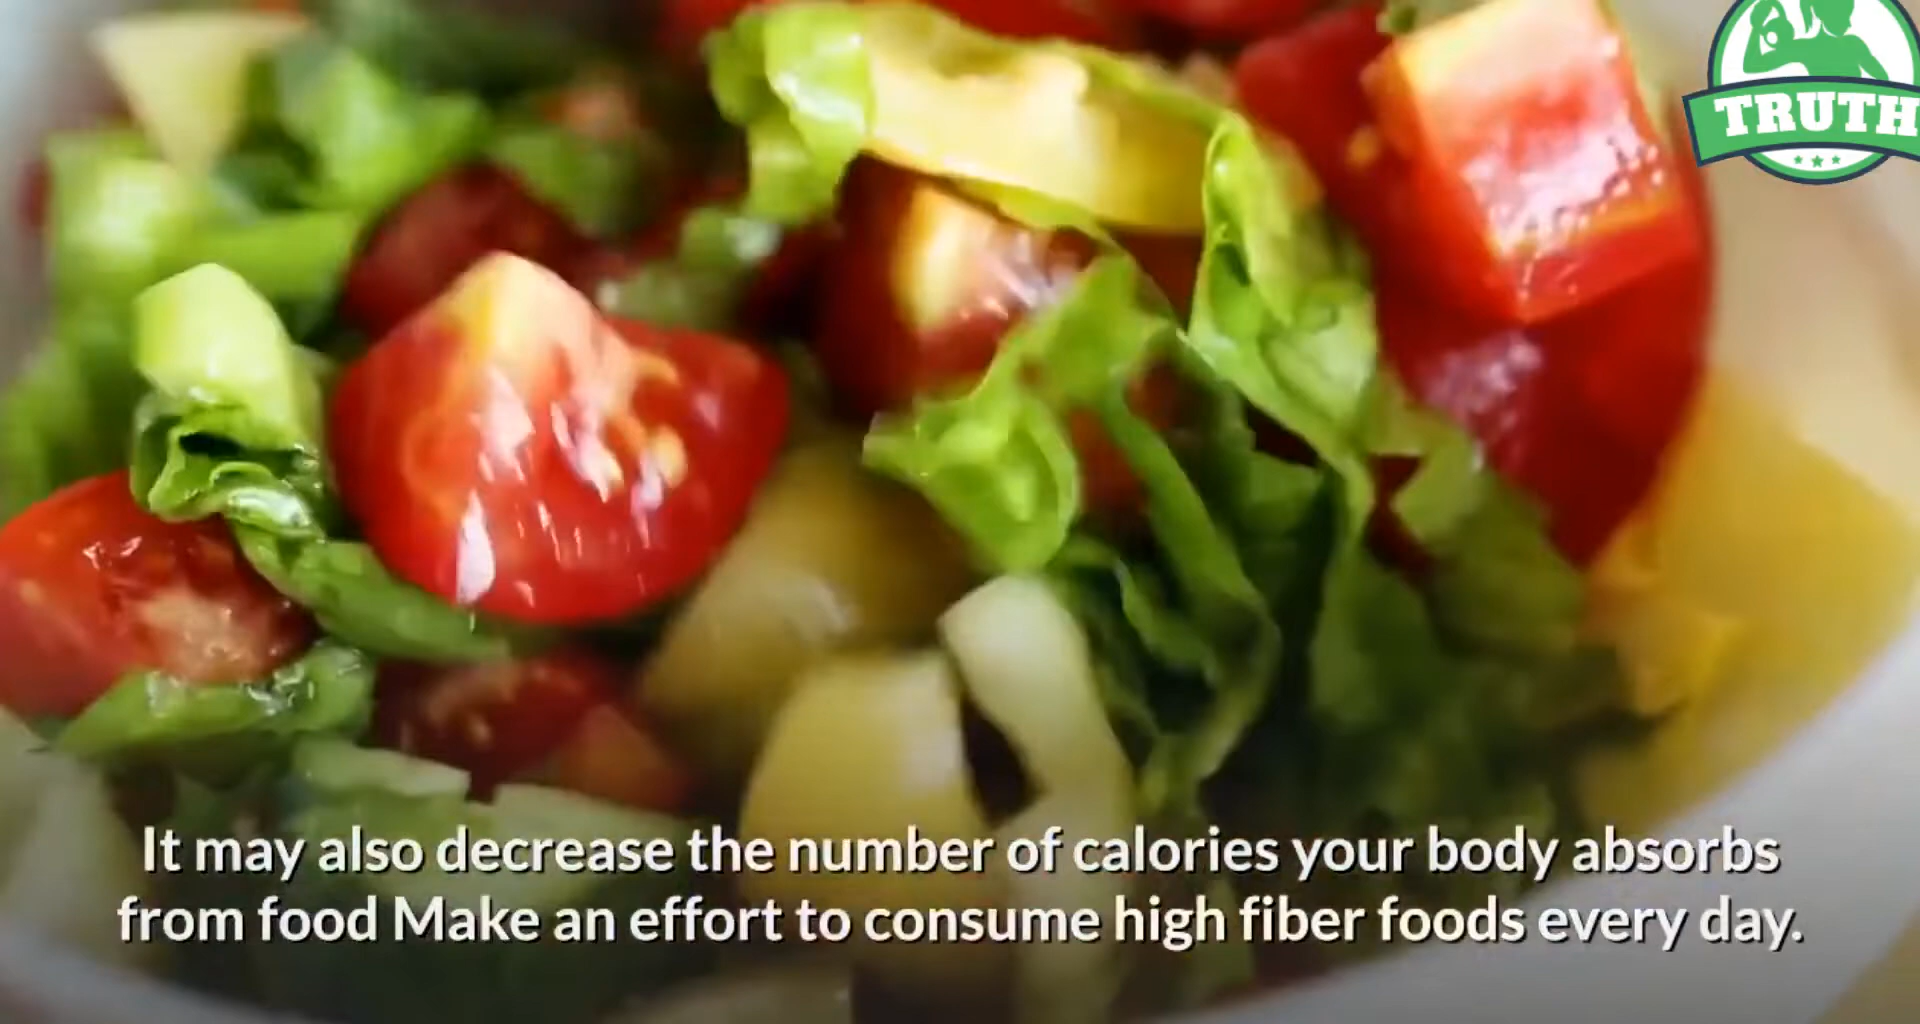 TRUTH
It may also decrease the number of calories your body absorbs
from food Make an effort to consume high fiber foods every day.